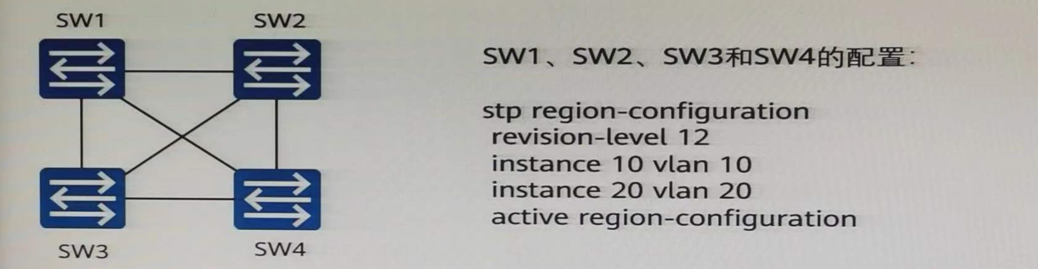 SW1
SW2
SW3
SW4
SW1、SW2、SW3和SW4的配置:
stp region-configuration
revision-level 12
instance 10 vlan 10
instance 20 vlan 20
active region-configuration